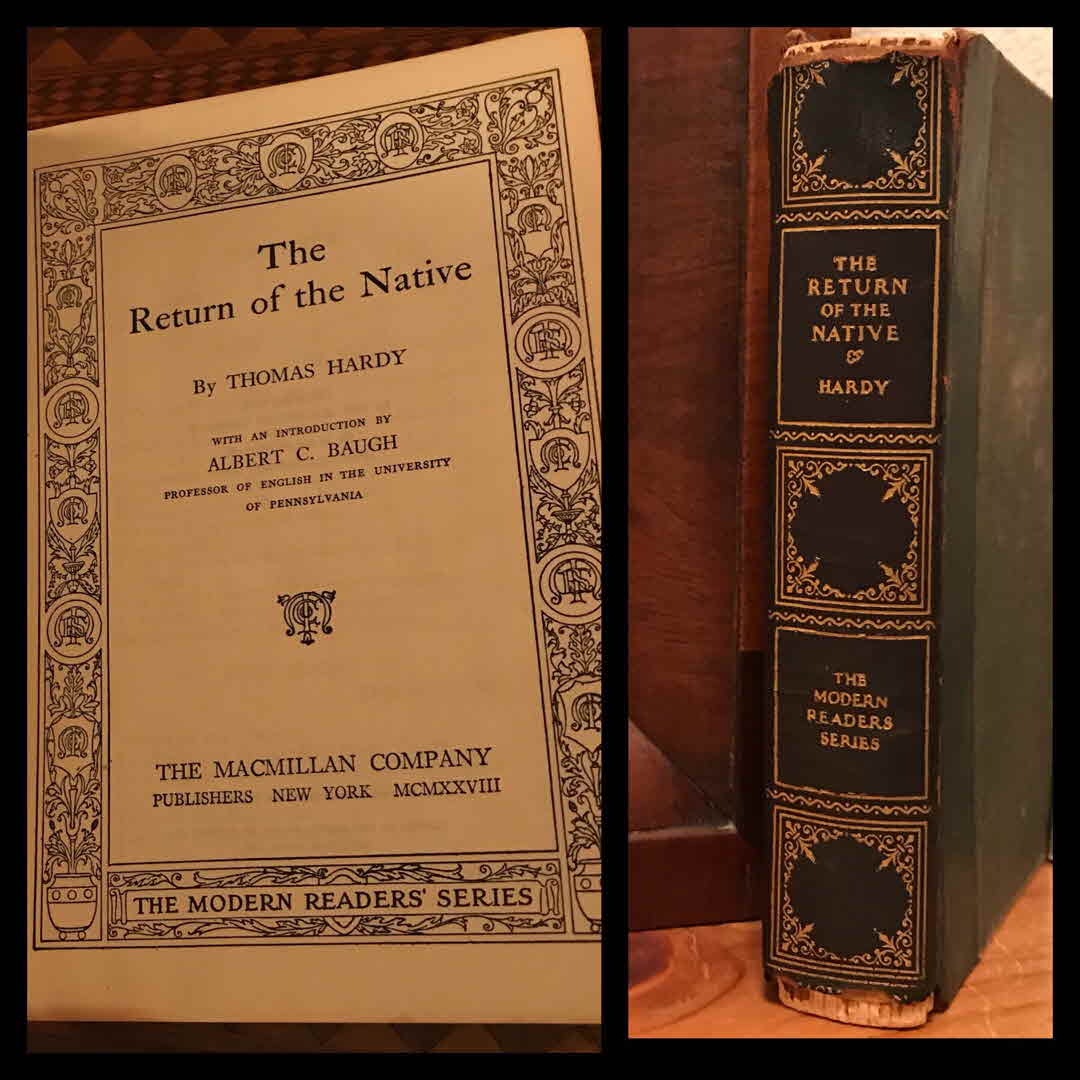 The
Return of the Native
By THOMAS HARDY
WITH AN INTRODUCTION BY
ALBERT C. BAUGH
PROFESSOR OF ENGLISH IN THE UNIVERSITY
OF PENNSYLVANIA
THE MACMILLAN COMPANY
PUBLISHERS NEW YORK MCMXXVIII
THE MODERN READERS' SERIES
THE
RETURN
OF THE
NATIVE
&
HARDY
THE
MODERN
READERS
SERIES